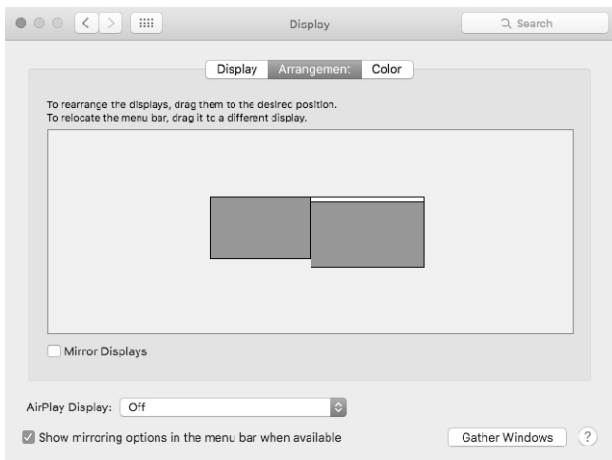 Display
Search
Display Arrangement Color
To rearrange the displays, drag them to the desired position.
To relocate the menu bar, drag it to a different display.
Mirror Displays
AirPlay Display: Off
Show mirroring options in the menu bar when available
Gather Windows ?